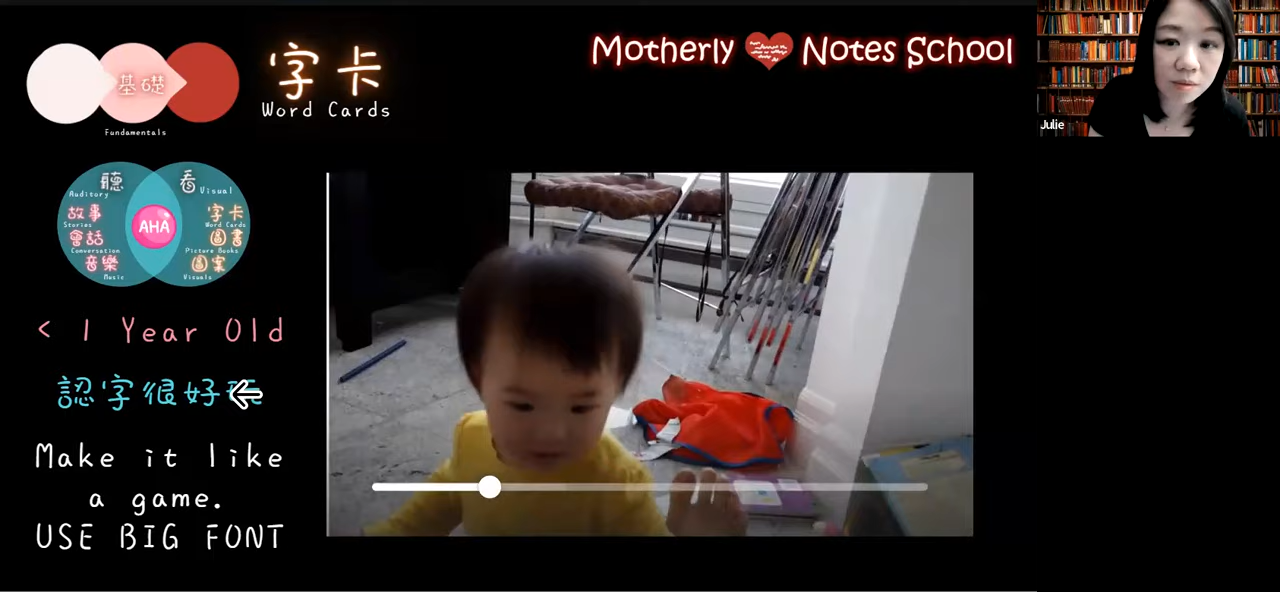 基礎
Fundamentals
字卡
Word Cards
Motherly Notes School
Julie
聽
Auditory
看
Visual
故事
Stories
會話
Conversation
音樂
Music
AHA
字卡
Word Cards
圖書
Picture Books
圖案
Visuals
< 1 Year Old
認字很好
Make it like
a game.
USE BIG FONT